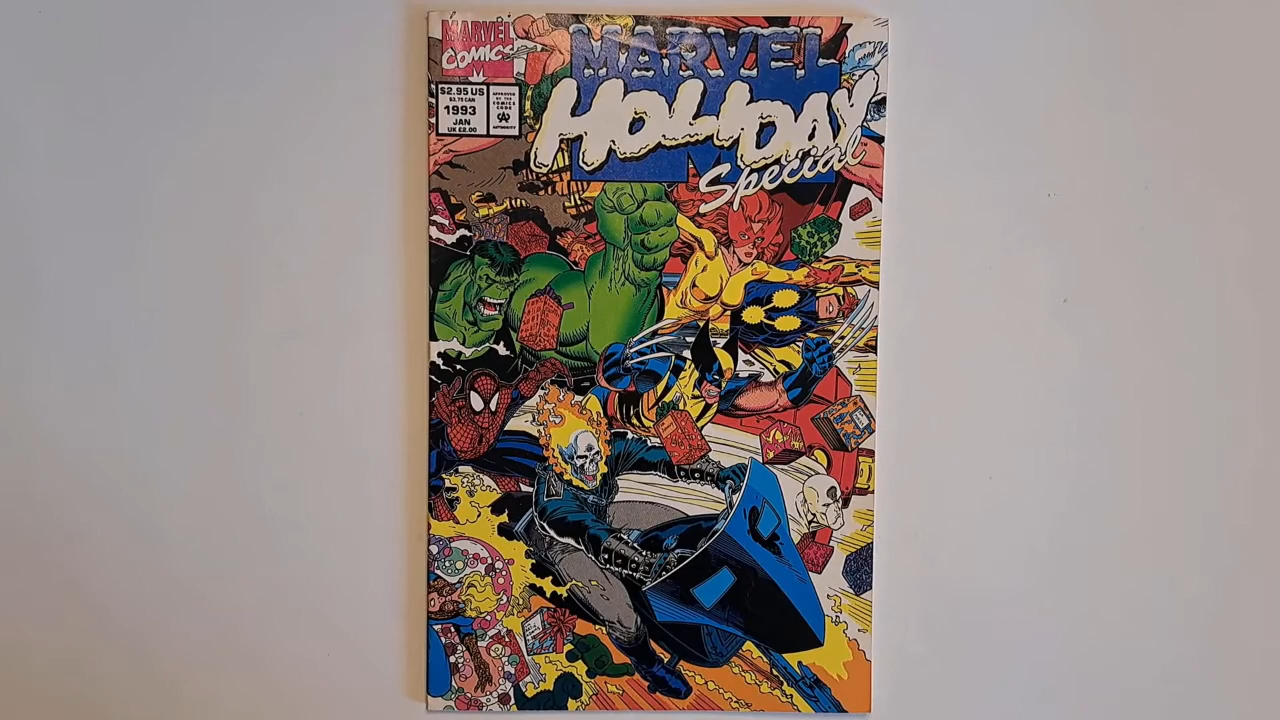 MARVEL
COMICS
$2.95 US
$3.75 CAN
1993
JAN
UK £2.00
APPROVED
BY THE
COMICS
CODE
AUTHORITY
MARVEL
HOLIDAY
Special